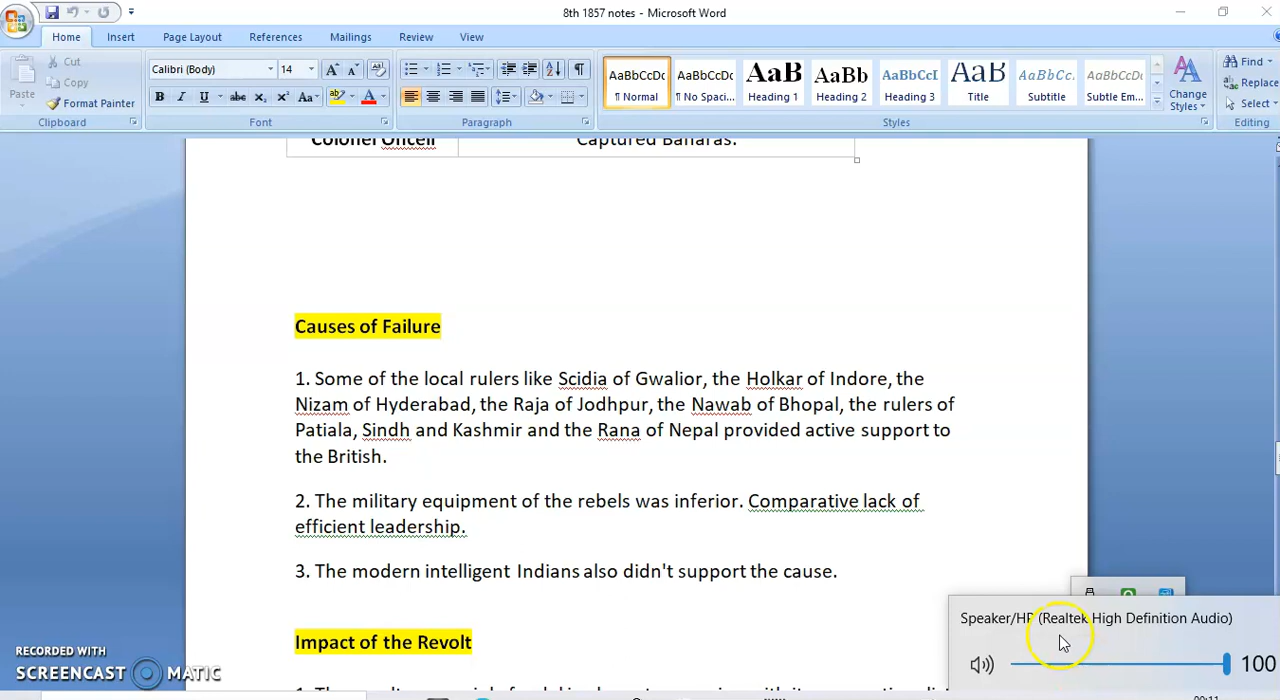 8th 1857 notes - Microsoft Word
Home Insert Page Layout References Mailings Review View
Paste
Cut
Copy
Format Painter
Clipboard
Calibri (Body) 14
Font
Paragraph
AaBbCcDc AaBbCcDc AaB AaBb AaBbCcI AaB AaBbCc. AaBbCcDc
¶ Normal ¶ No Spaci... Heading 1 Heading 2 Heading 3 Title Subtitle Subtle Em...
Change
Styles
Styles
Find
Replace
Select
Editing
Colonel Oncell Captured Banaras.
Causes of Failure
1. Some of the local rulers like Scidia of Gwalior, the Holkar of Indore, the
Nizam of Hyderabad, the Raja of Jodhpur, the Nawab of Bhopal, the rulers of
Patiala, Sindh and Kashmir and the Rana of Nepal provided active support to
the British.
2. The military equipment of the rebels was inferior. Comparative lack of
efficient leadership.
3. The modern intelligent Indians also didn't support the cause.
Impact of the Revolt
Speaker/HP (Realtek High Definition Audio)
100
RECORDED WITH
SCREENCAST MATIC